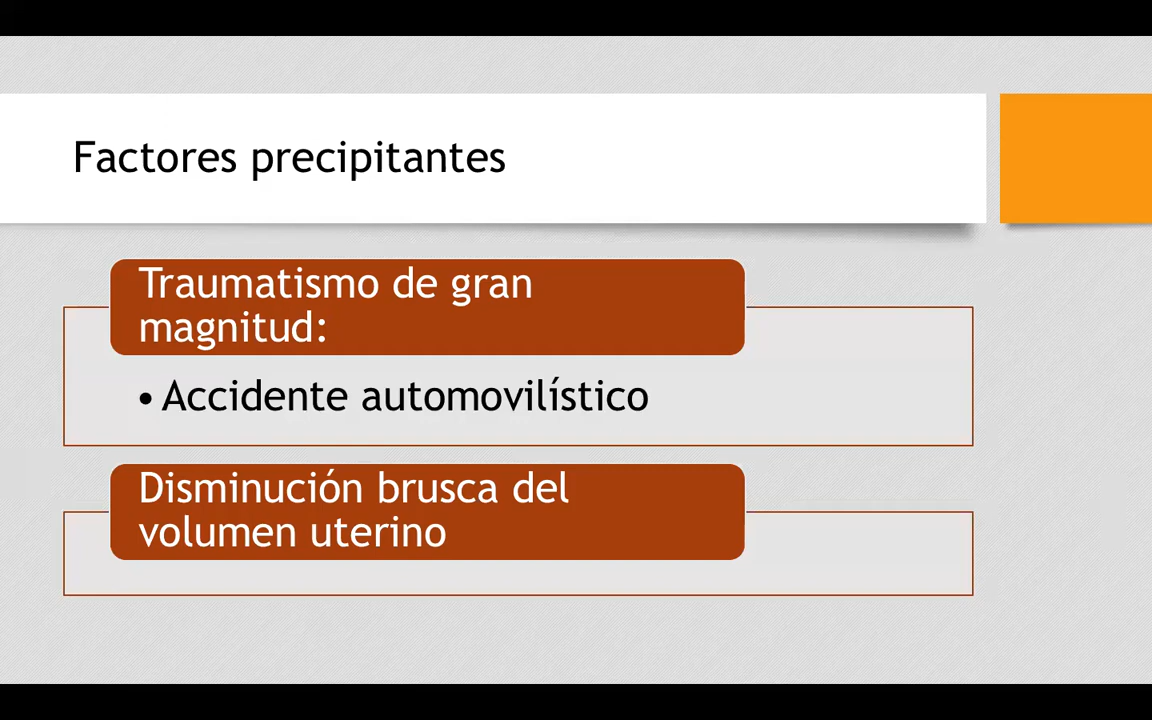 Factores precipitantes
Traumatismo de gran
magnitud:
• Accidente automovilístico
Disminución brusca del
volumen uterino